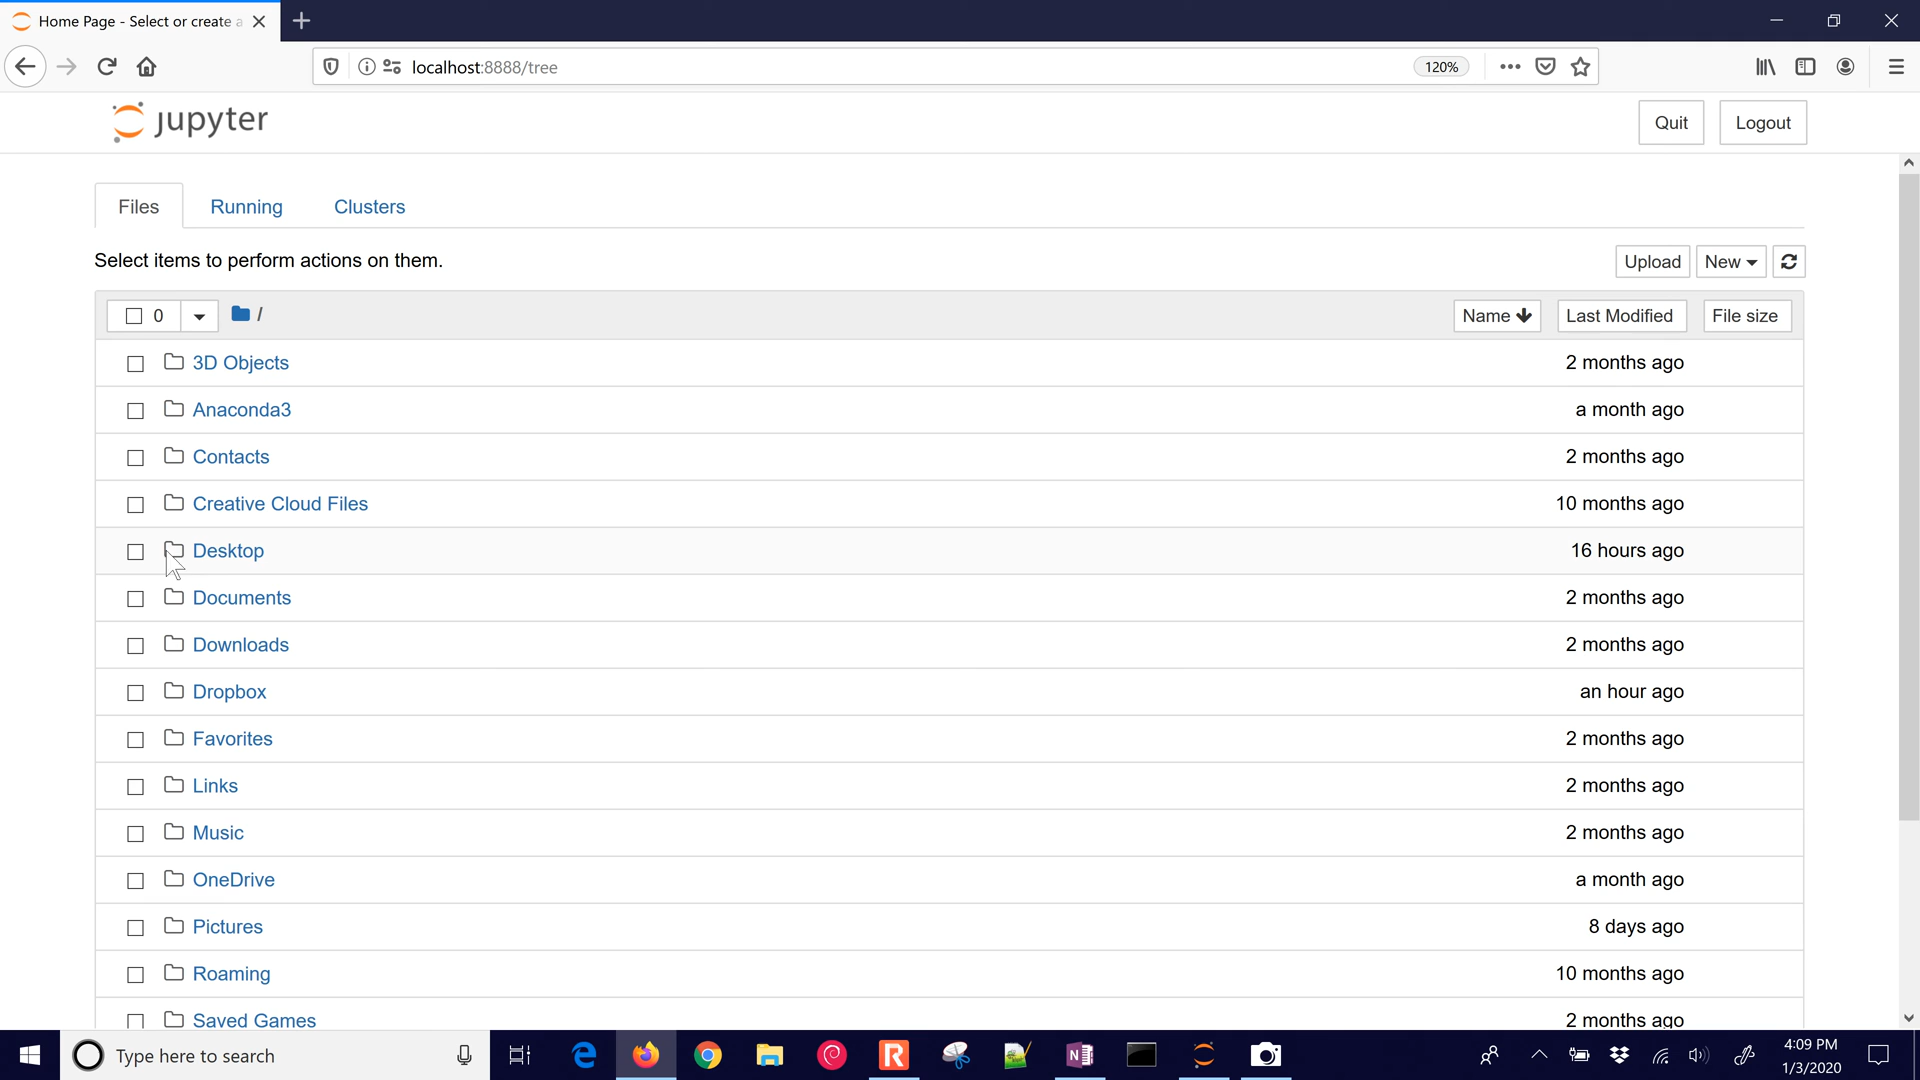 Home Page - Select or create a
localhost:8888/tree
120%
jupyter
Quit
Logout
Files
Running
Clusters
Select items to perform actions on them.
Upload
New
0
/
Name
Last Modified
File size
3D Objects
2 months ago
Anaconda3
a month ago
Contacts
2 months ago
Creative Cloud Files
10 months ago
Desktop
16 hours ago
Documents
2 months ago
Downloads
2 months ago
Dropbox
an hour ago
Favorites
2 months ago
Links
2 months ago
Music
2 months ago
OneDrive
a month ago
Pictures
8 days ago
Roaming
10 months ago
Saved Games
2 months ago
Type here to search
4:09 PM
1/3/2020